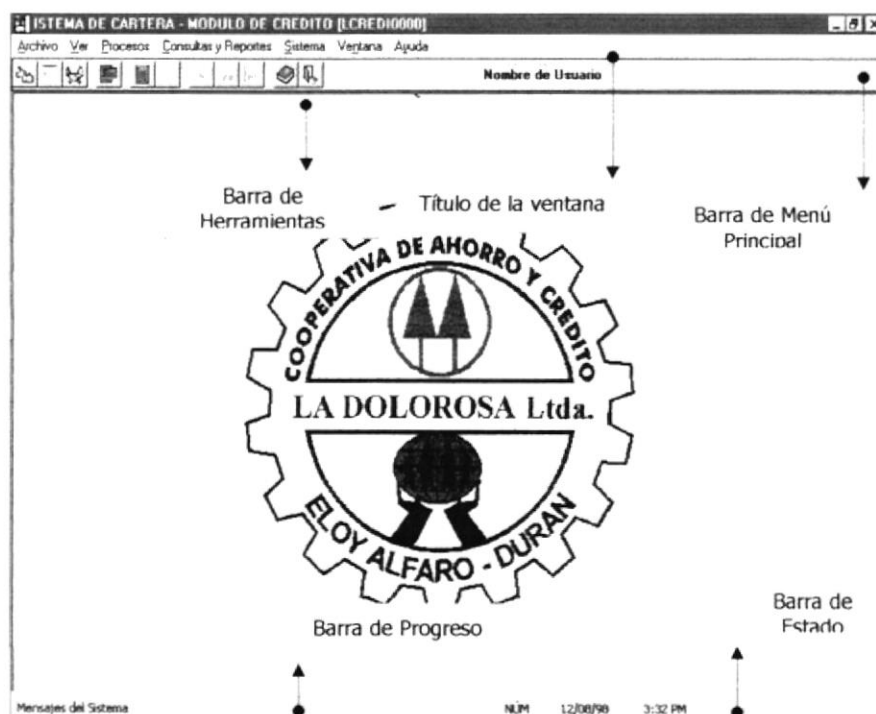 ISTEMA DE CARTERA - MODULO DE CREDITO [LCREDI0000]
Archivo Ver Procesos Consultas y Reportes Sistema Ventana Ayuda
Nombre de Usuario
Barra de
Herramientas
Título de la ventana
Barra de Menú
Principal
COOPERATIVA DE AHORRO Y CREDITO
LA DOLOROSA Ltda.
ELOY ALFARO - DURAN
Barra de Progreso
Barra de
Estado
Mensajes del Sistema NÚM 12/08/98 3:32 PM